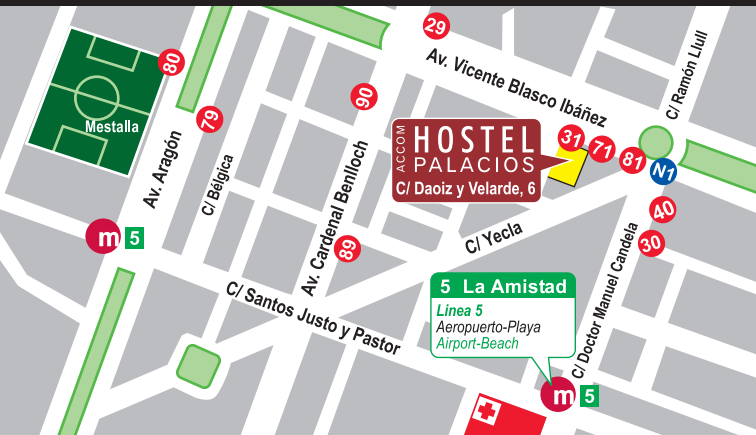 29
Av. Vicente Blasco Ibáñez
C/ Ramón Llull
80
Mestalla
79
90
Av. Aragón
C/ Bélgica
Av. Cardenal Benlloch
89
ACCOM
HOSTEL
PALACIOS
C/ Daoiz y Velarde, 6
31
71
81
N1
40
30
m 5
C/ Yecla
C/ Santos Justo y Pastor
C/ Doctor Manuel Candela
5 La Amistad
Linea 5
Aeropuerto-Playa
Airport-Beach
m 5